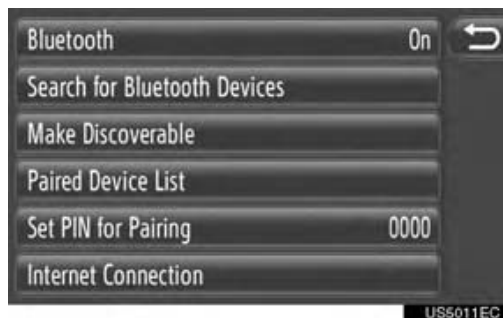 Bluetooth On
Search for Bluetooth Devices
Make Discoverable
Paired Device List
Set PIN for Pairing 0000
Internet Connection
US5011EC